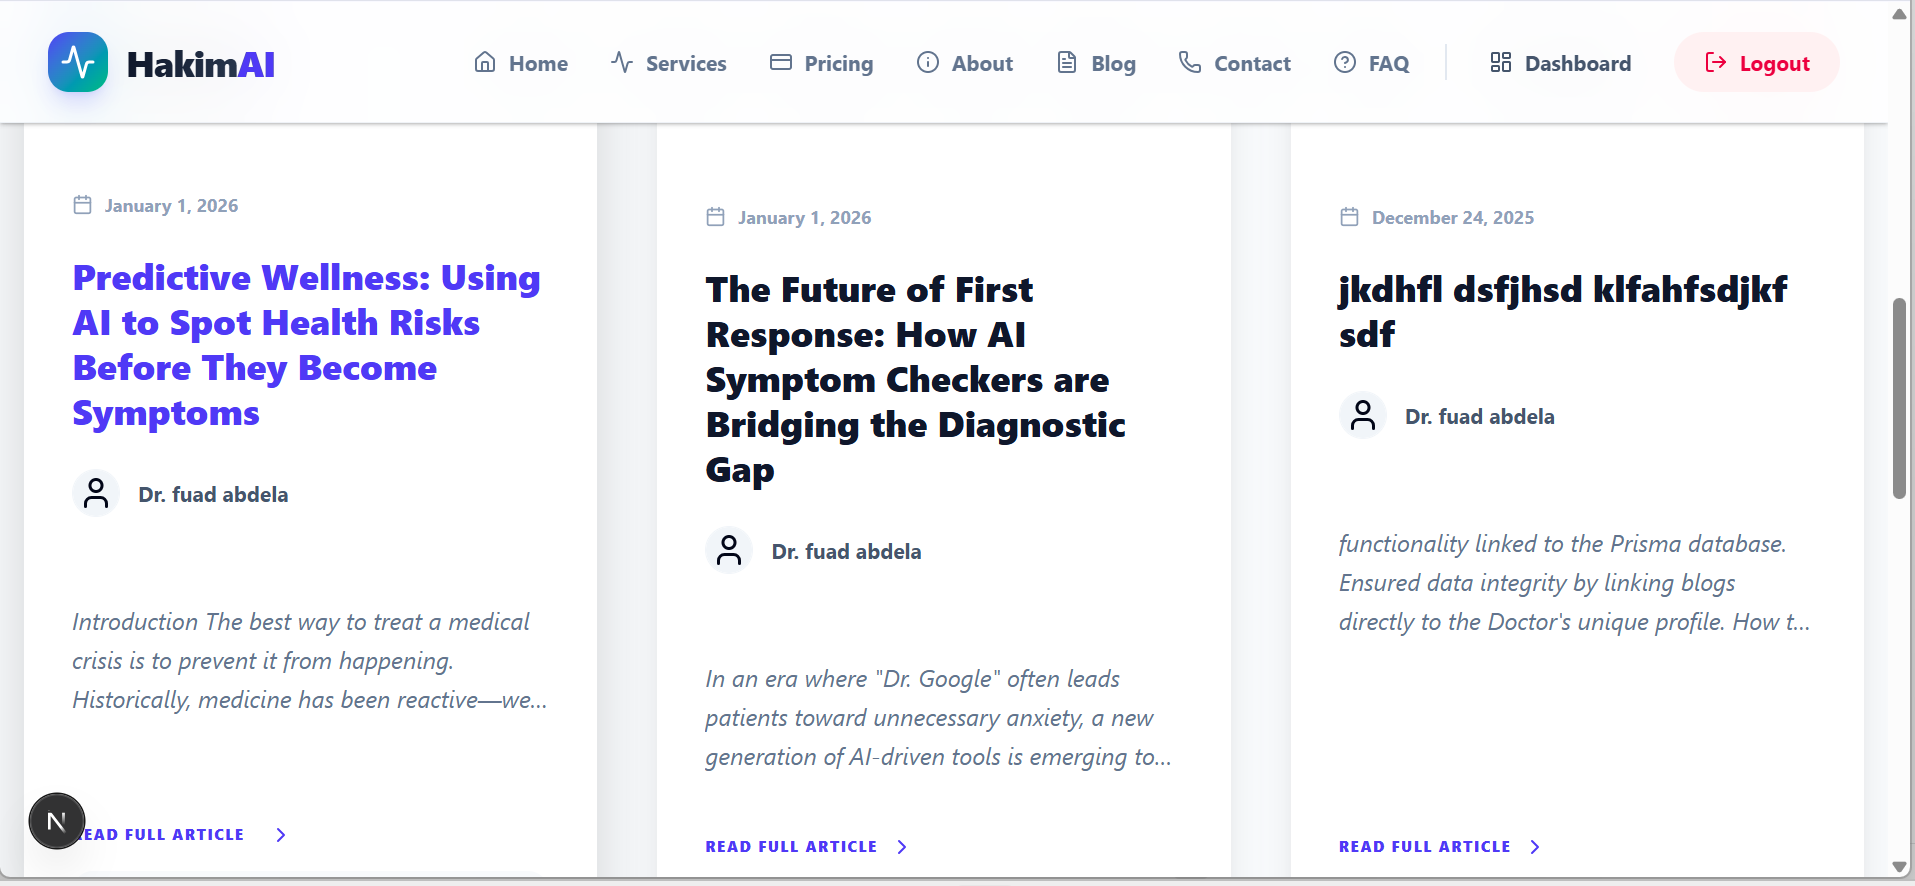 HakimAI
Home
Services
Pricing
About
Blog
Contact
FAQ
Dashboard
Logout
January 1, 2026
Predictive Wellness: Using
AI to Spot Health Risks
Before They Become
Symptoms
Dr. fuad abdela
Introduction The best way to treat a medical
crisis is to prevent it from happening.
Historically, medicine has been reactive—we...
EAD FULL ARTICLE
N
January 1, 2026
The Future of First
Response: How AI
Symptom Checkers are
Bridging the Diagnostic
Gap
Dr. fuad abdela
In an era where "Dr. Google" often leads
patients toward unnecessary anxiety, a new
generation of AI-driven tools is emerging to...
READ FULL ARTICLE
December 24, 2025
jkdhfl dsfjhsd klfahfsdjkf
sdf
Dr. fuad abdela
functionality linked to the Prisma database.
Ensured data integrity by linking blogs
directly to the Doctor's unique profile. How t...
READ FULL ARTICLE